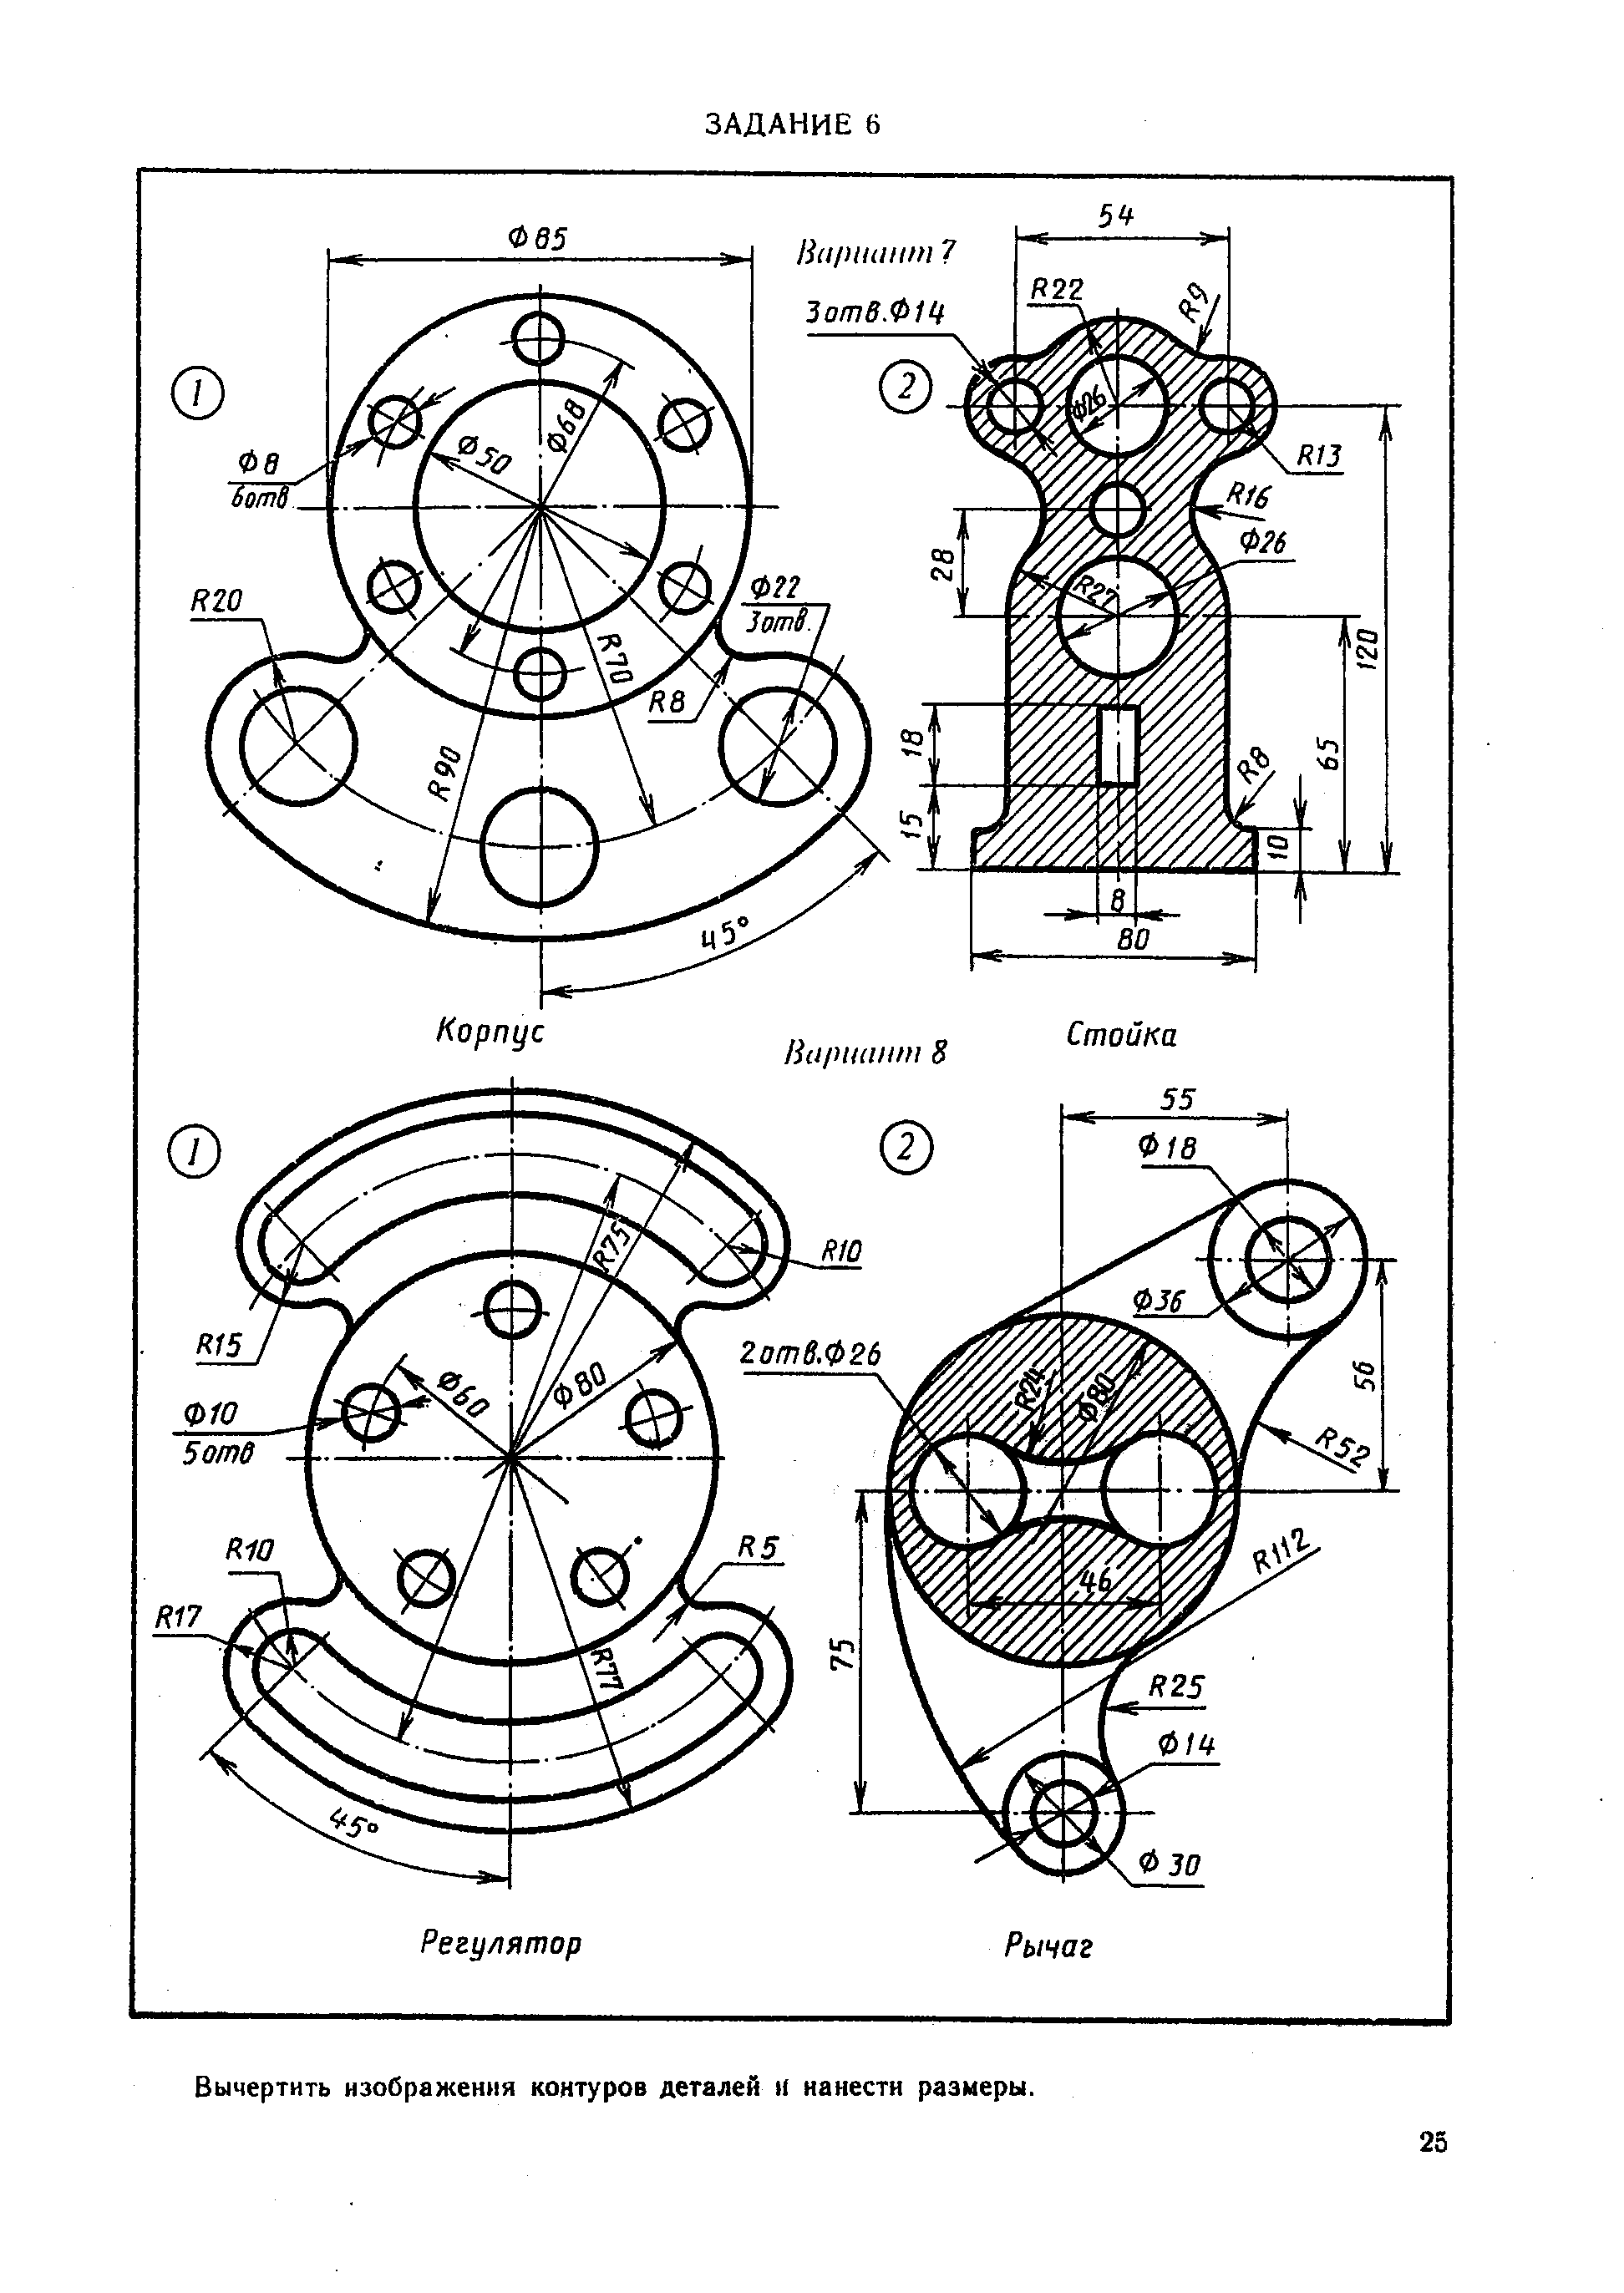 ЗАДАНИЕ 6
Ф85
Вариант 7
54
3отв.Ф14
R22
R9
1
2
Ф8
6отв.
Ф50
Ф68
Ф26
R13
R16
Ф26
28
R27
R20
Ф22
3отв.
R70
R8
R90
120
65
18
15
R8
10
8
80
45°
Корпус
Стойка
Вариант 8
1
2
55
Ф18
R10
R75
R15
Ф36
2отв.Ф26
R24
Ф80
56
Ф60
Ф80
Ф10
5отв
R52
R10
R5
R17
46
R112
75
R77
R25
Ф14
45°
Ф30
Регулятор
Рычаг
Вычертить изображения контуров деталей и нанести размеры.
25